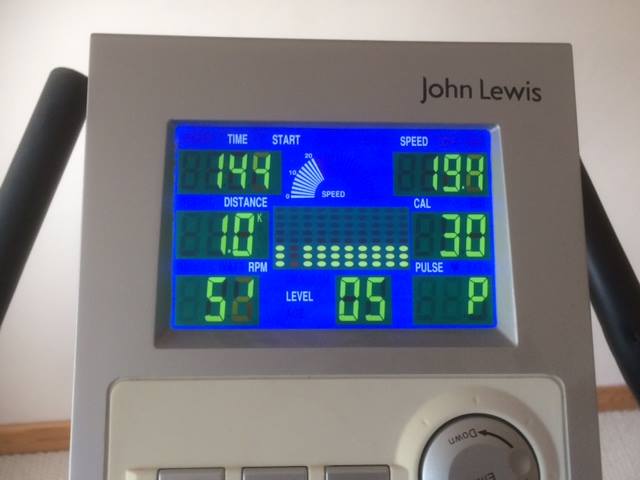 John Lewis
TIME START SPEED
144 20 19.
10
0 SPEED
DISTANCE CAL
1.0 K 30
RPM PULSE
52 LEVEL 05 P
Down